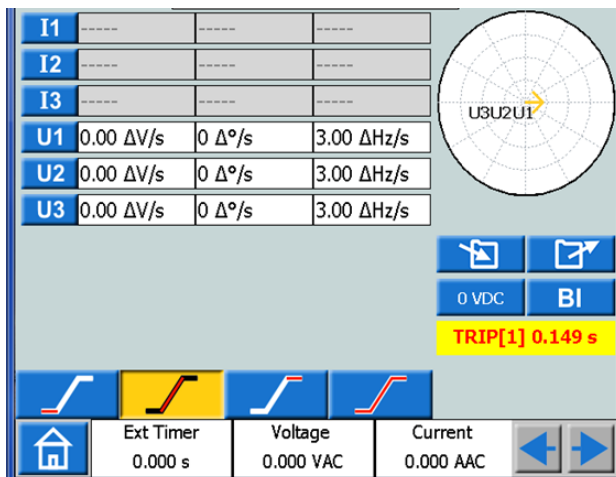 I1 ----- ----- -----
I2 ----- ----- -----
I3 ----- ----- -----
U1 0.00 ΔV/s 0 Δ°/s 3.00 ΔHz/s
U2 0.00 ΔV/s 0 Δ°/s 3.00 ΔHz/s
U3 0.00 ΔV/s 0 Δ°/s 3.00 ΔHz/s
U3U2U1
0 VDC BI
TRIP[1] 0.149 s
Ext Timer Voltage Current
0.000 s 0.000 VAC 0.000 AAC